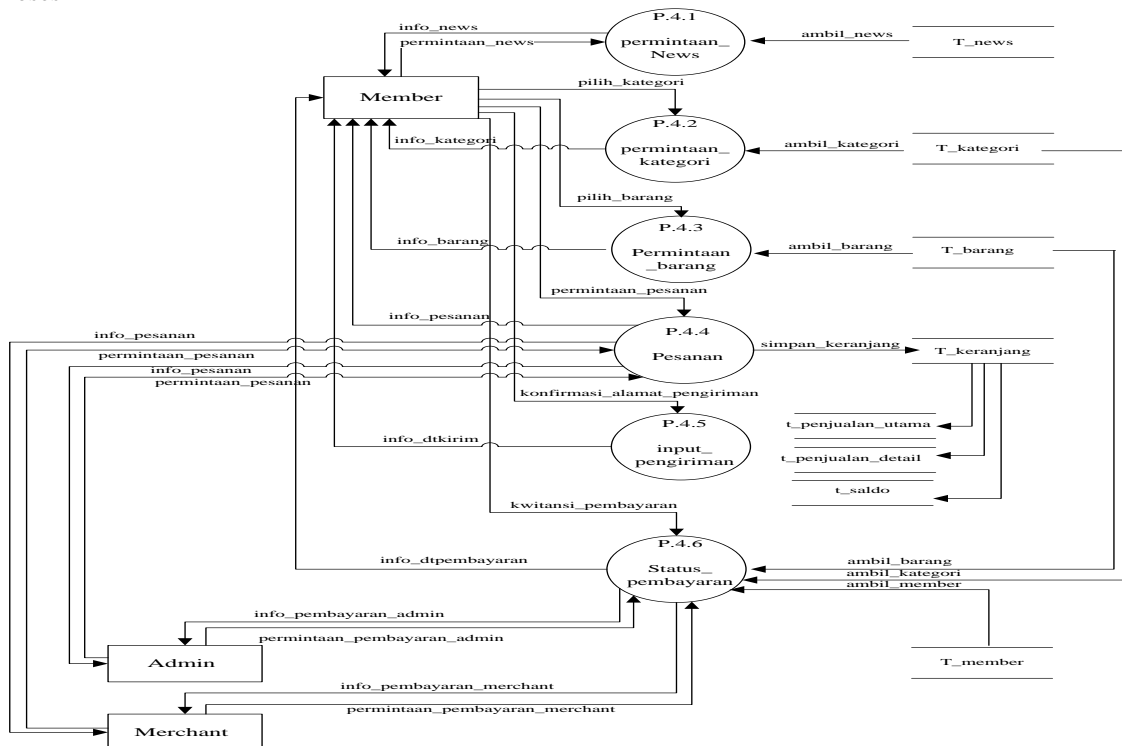 P.4.1
info_news
permintaan_
News
ambil_news
T_news
permintaan_news
pilih_kategori
Member
P.4.2
info_kategori
permintaan_
kategori
ambil_kategori
T_kategori
pilih_barang
P.4.3
info_barang
Permintaan
_barang
ambil_barang
T_barang
permintaan_pesanan
info_pesanan
P.4.4
info_pesanan
permintaan_pesanan
Pesanan
simpan_keranjang
T_keranjang
info_pesanan
permintaan_pesanan
konfirmasi_alamat_pengiriman
P.4.5
info_dtkirim
input_
pengiriman
t_penjualan_utama
t_penjualan_detail
t_saldo
kwitansi_pembayaran
P.4.6
info_dtpembayaran
Status_
pembayaran
ambil_barang
ambil_kategori
ambil_member
info_pembayaran_admin
permintaan_pembayaran_admin
Admin
T_member
info_pembayaran_merchant
permintaan_pembayaran_merchant
Merchant